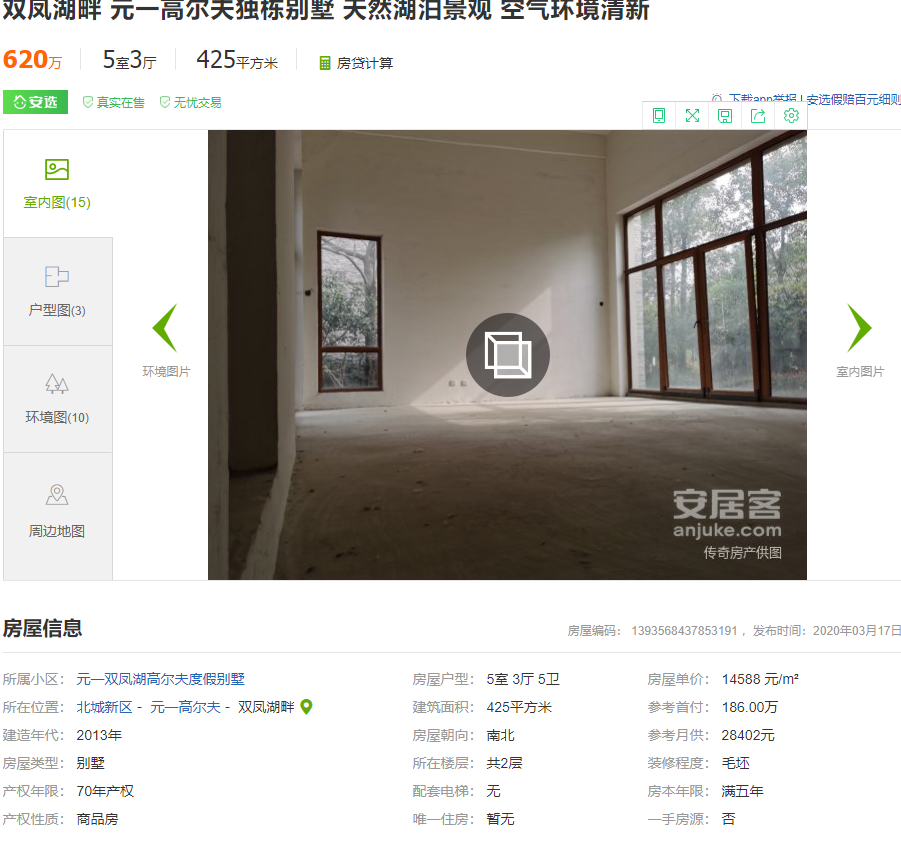 双凤湖畔 元一高尔夫独栋别墅 天然湖泊景观 空气环境清新
620万 5室3厅 425平方米 房贷计算
安选 真实在售 无忧交易 下载app举报 | 安选假赔百元细则
室内图(15)
户型图(3)
环境图(10)
周边地图
环境图片
室内图片
安居客
anjuke.com
传奇房产供图
房屋信息 房屋编码： 1393568437853191， 发布时间： 2020年03月17日
所属小区： 元一双凤湖高尔夫度假别墅 房屋户型： 5室 3厅 5卫 房屋单价： 14588 元/m²
所在位置： 北城新区 - 元一高尔夫 - 双凤湖畔 建筑面积： 425平方米 参考首付： 186.00万
建造年代： 2013年 房屋朝向： 南北 参考月供： 28402元
房屋类型： 别墅 所在楼层： 共2层 装修程度： 毛坯
产权年限： 70年产权 配套电梯： 无 房本年限： 满五年
产权性质： 商品房 唯一住房： 暂无 一手房源： 否